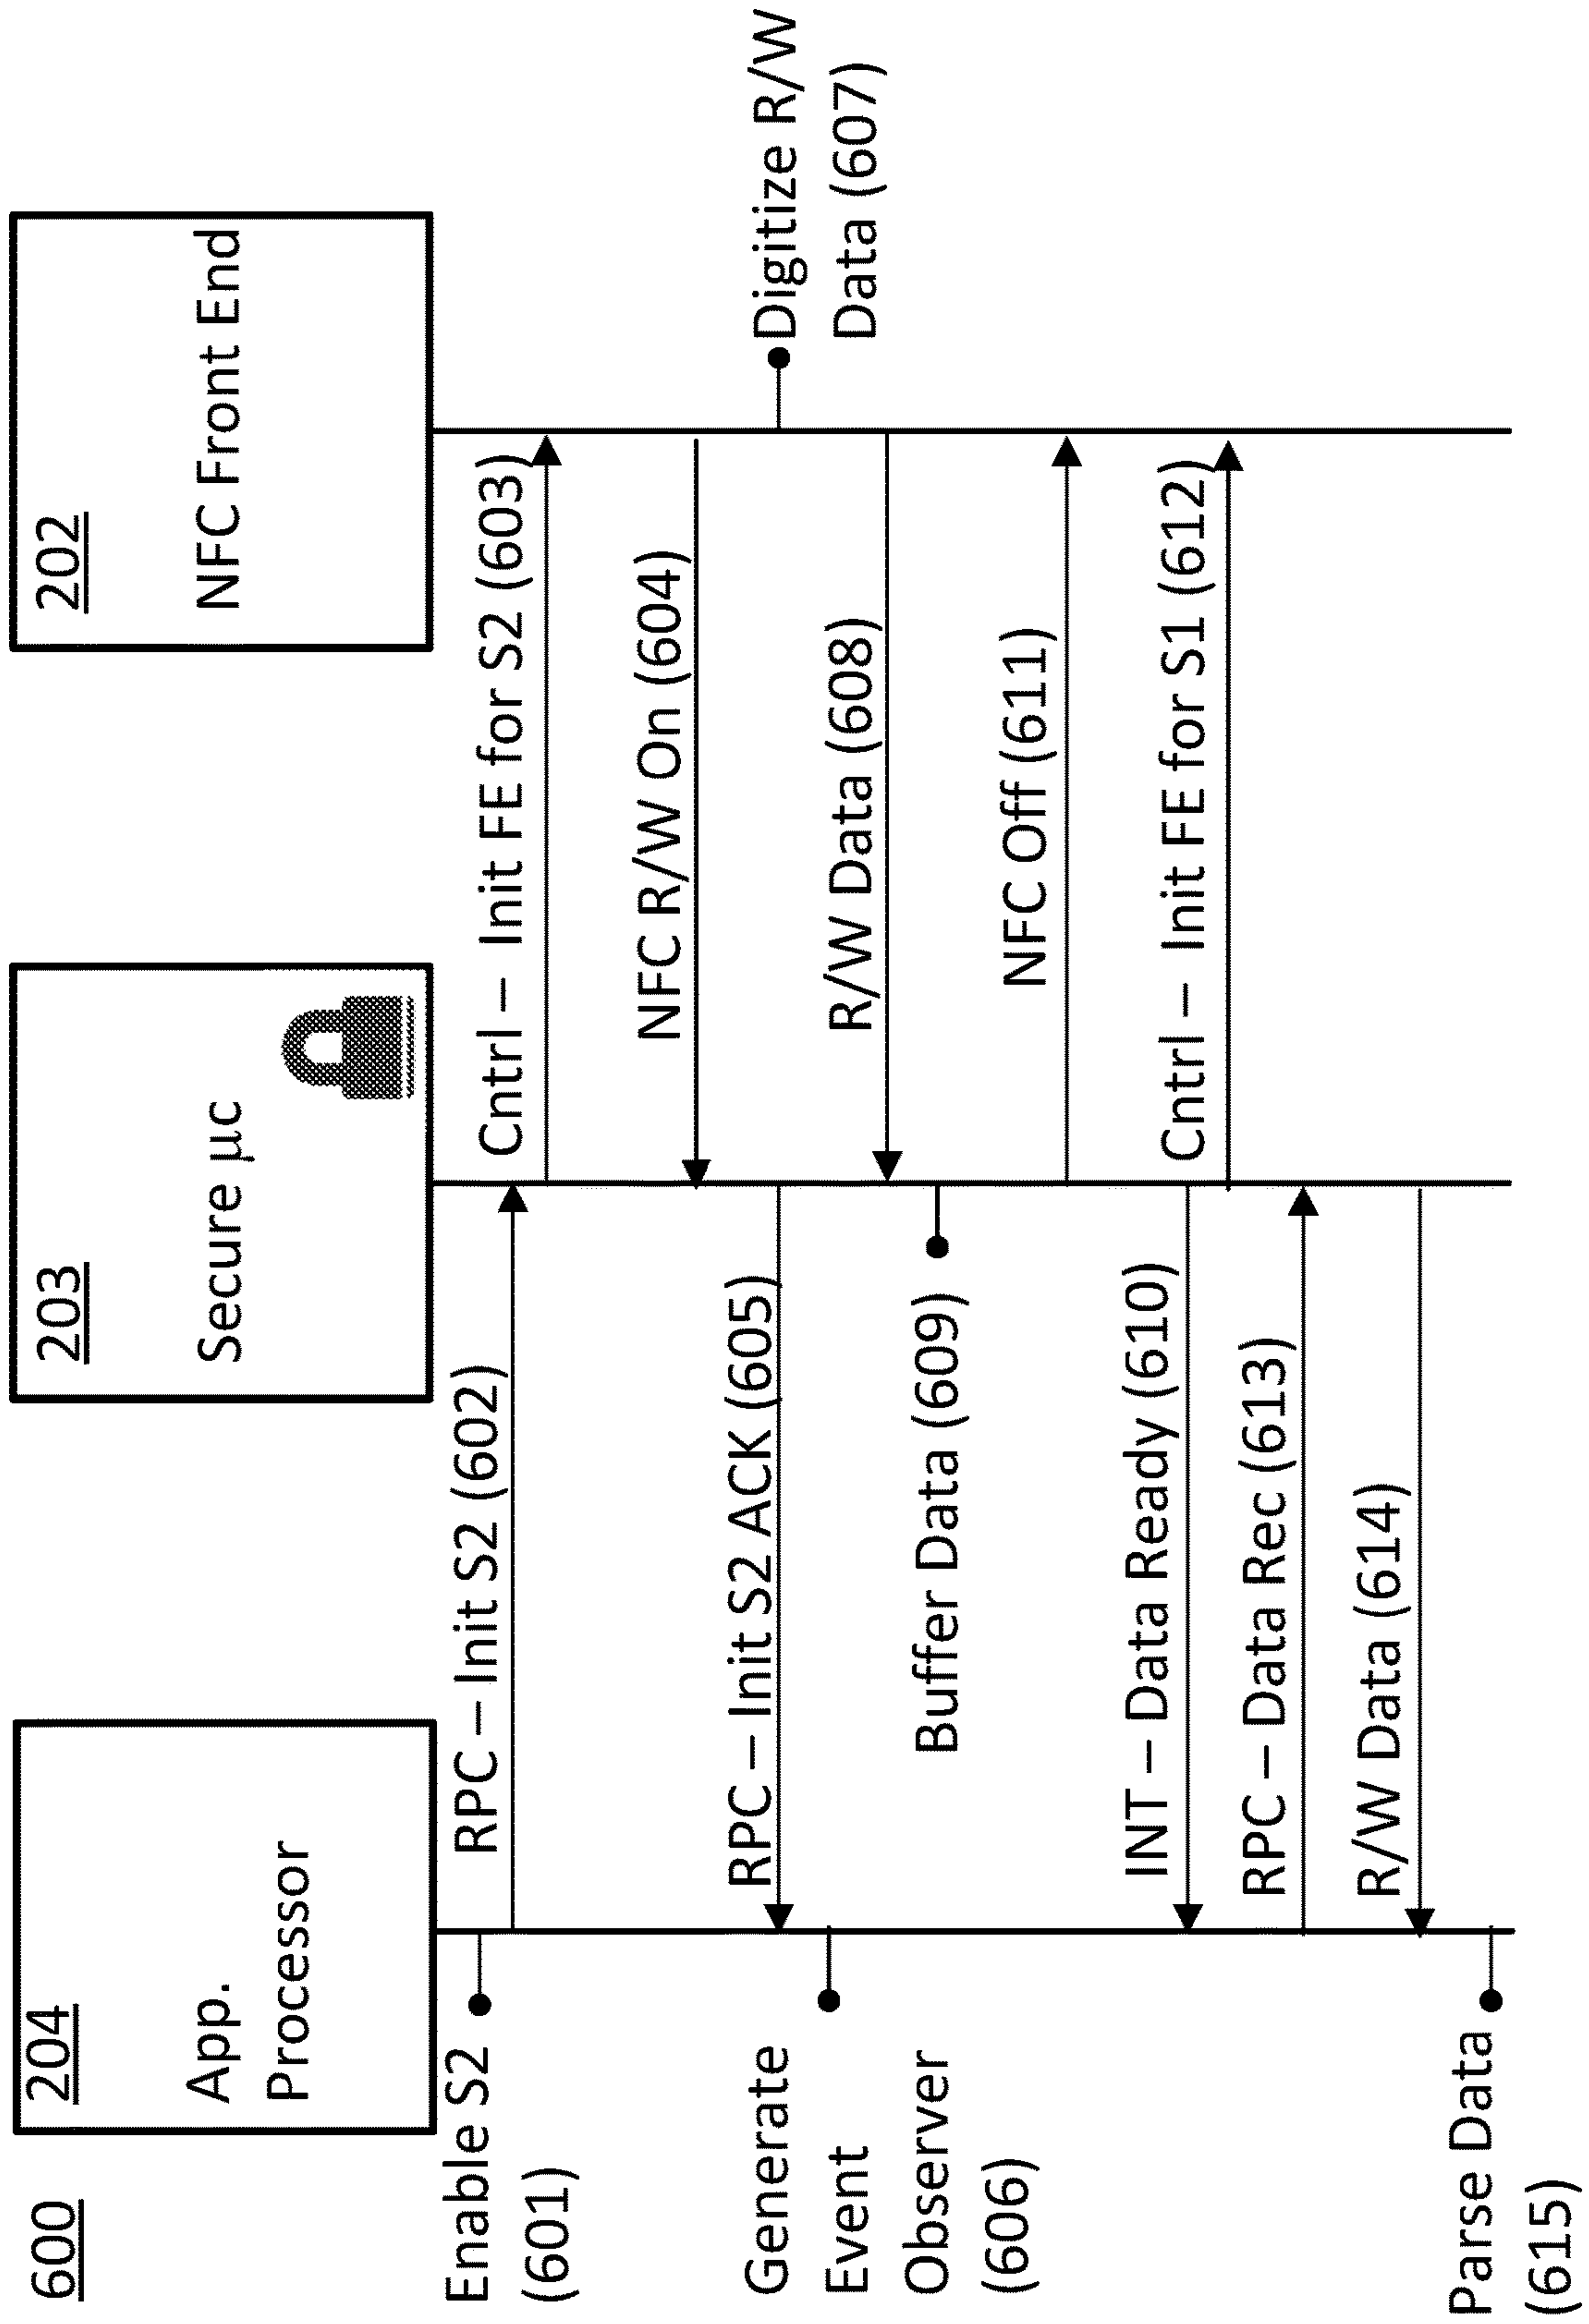 600
204
App.
Processor
203
Secure µc
202
NFC Front End
Enable S2
(601)
RPC – Init S2 (602)
Cntrl – Init FE for S2 (603)
NFC R/W On (604)
RPC – Init S2 ACK (605)
Generate
Event
Observer
(606)
Digitize R/W
Data (607)
R/W Data (608)
Buffer Data (609)
INT – Data Ready (610)
NFC Off (611)
Cntrl – Init FE for S1 (612)
RPC – Data Rec (613)
R/W Data (614)
Parse Data
(615)